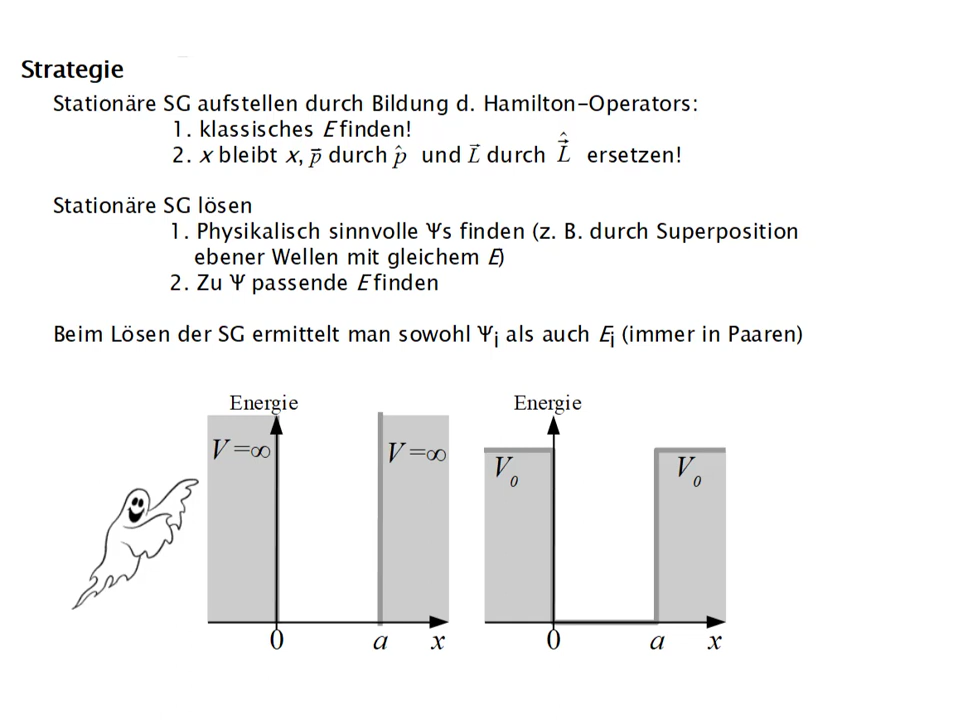 Strategie
Stationäre SG aufstellen durch Bildung d. Hamilton-Operators:
1. klassisches E finden!
2. x bleibt x, p⃗ durch p̂ und L⃗ durch L⃗̂ ersetzen!
Stationäre SG lösen
1. Physikalisch sinnvolle Ψs finden (z. B. durch Superposition
ebener Wellen mit gleichem E)
2. Zu Ψ passende E finden
Beim Lösen der SG ermittelt man sowohl Ψi als auch Ei (immer in Paaren)
Energie
V=∞
V=∞
0
a
x
Energie
V0
V0
0
a
x